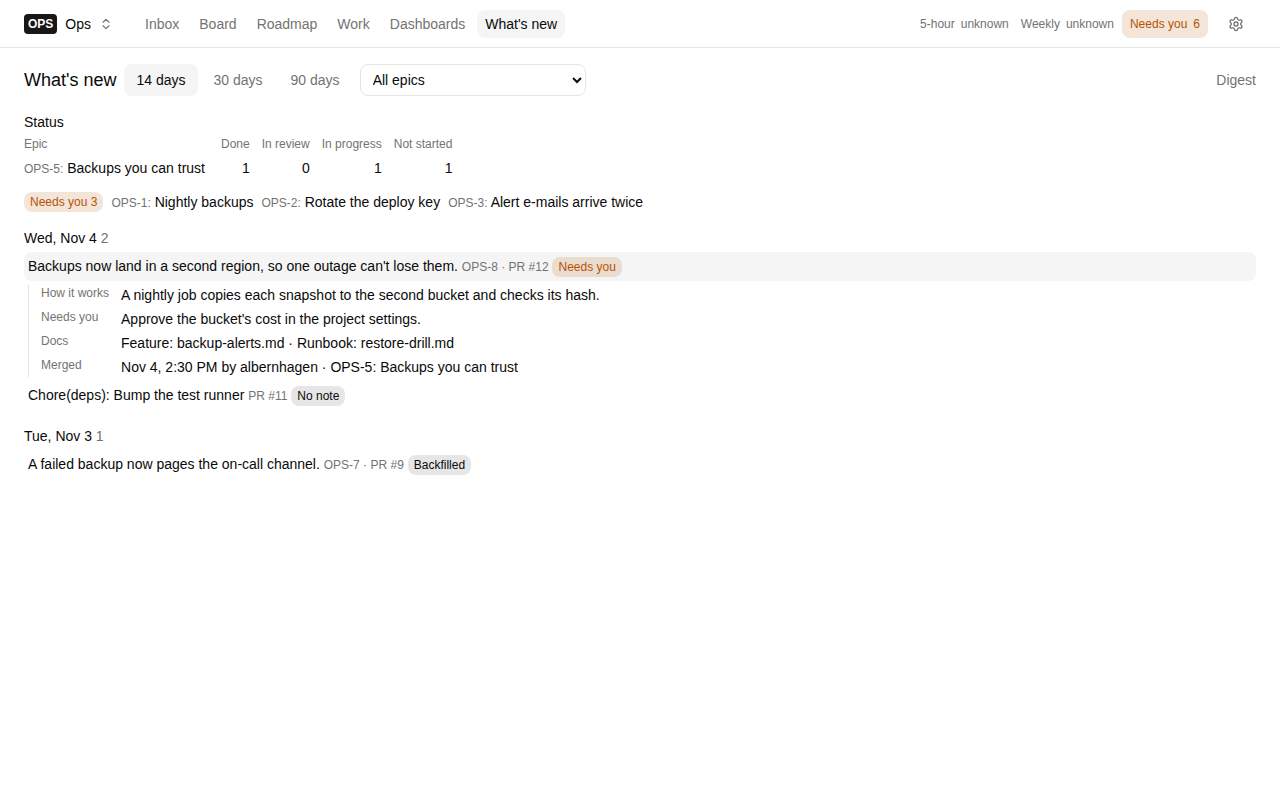 OPS Ops Inbox Board Roadmap Work Dashboards What's new 5-hour unknown Weekly unknown Needs you 6
What's new 14 days 30 days 90 days All epics Digest
Status
Epic Done In review In progress Not started
OPS-5: Backups you can trust 1 0 1 1
Needs you 3 OPS-1: Nightly backups OPS-2: Rotate the deploy key OPS-3: Alert e-mails arrive twice
Wed, Nov 4 2
Backups now land in a second region, so one outage can't lose them. OPS-8 · PR #12 Needs you
How it works A nightly job copies each snapshot to the second bucket and checks its hash.
Needs you Approve the bucket's cost in the project settings.
Docs Feature: backup-alerts.md · Runbook: restore-drill.md
Merged Nov 4, 2:30 PM by albernhagen · OPS-5: Backups you can trust
Chore(deps): Bump the test runner PR #11 No note
Tue, Nov 3 1
A failed backup now pages the on-call channel. OPS-7 · PR #9 Backfilled